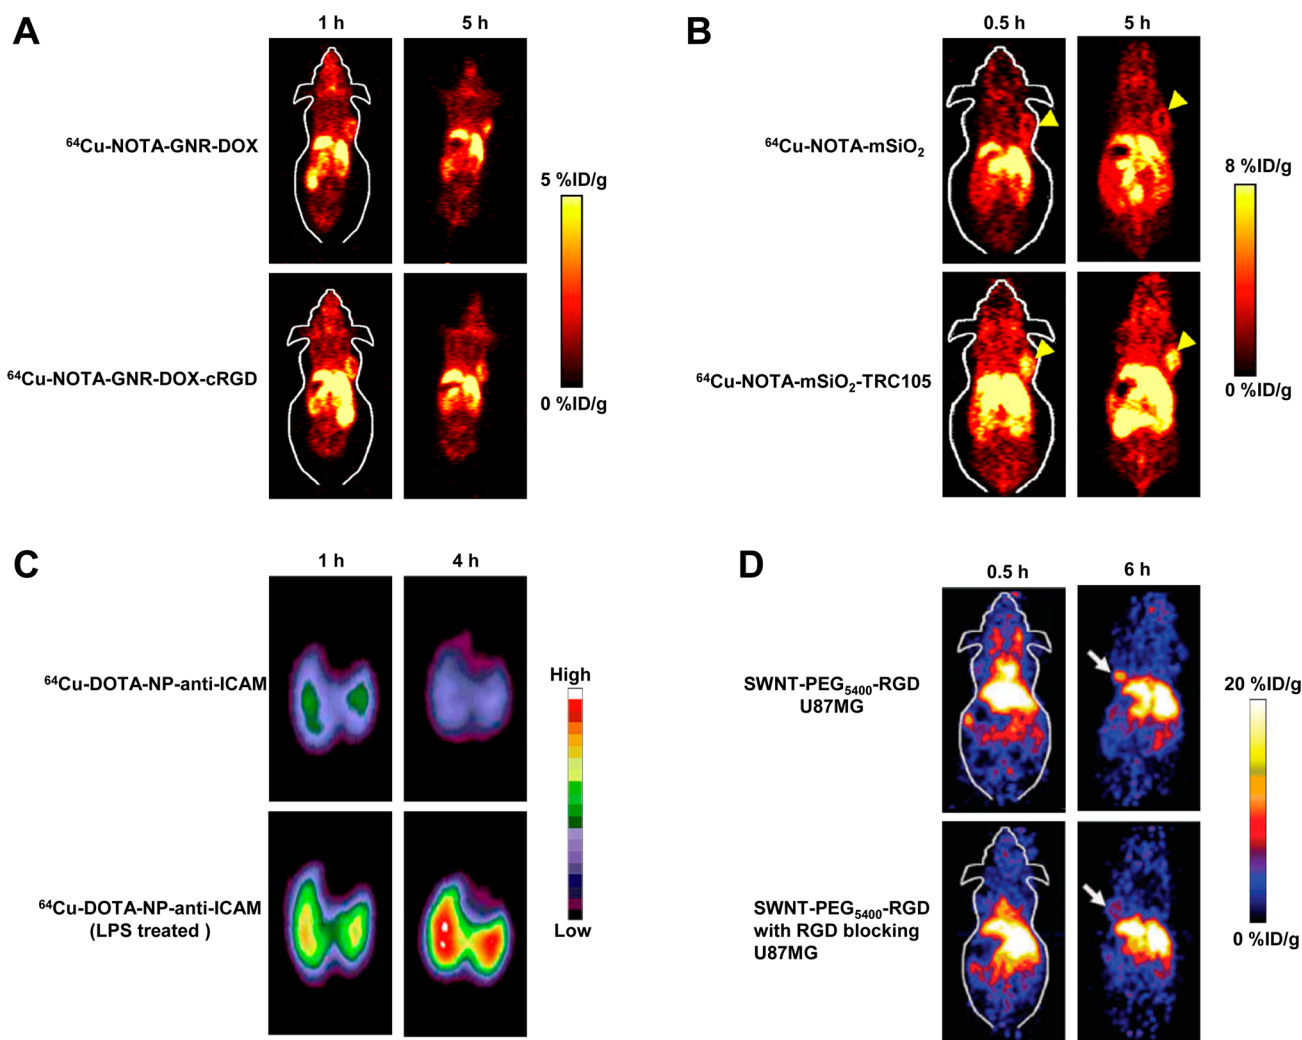 A
1 h
5 h
⁶⁴Cu-NOTA-GNR-DOX
⁶⁴Cu-NOTA-GNR-DOX-cRGD
5 %ID/g
0 %ID/g
B
0.5 h
5 h
⁶⁴Cu-NOTA-mSiO₂
⁶⁴Cu-NOTA-mSiO₂-TRC105
8 %ID/g
0 %ID/g
C
1 h
4 h
⁶⁴Cu-DOTA-NP-anti-ICAM
⁶⁴Cu-DOTA-NP-anti-ICAM
(LPS treated )
High
Low
D
0.5 h
6 h
SWNT-PEG₅₄₀₀-RGD
U87MG
SWNT-PEG₅₄₀₀-RGD
with RGD blocking
U87MG
20 %ID/g
0 %ID/g